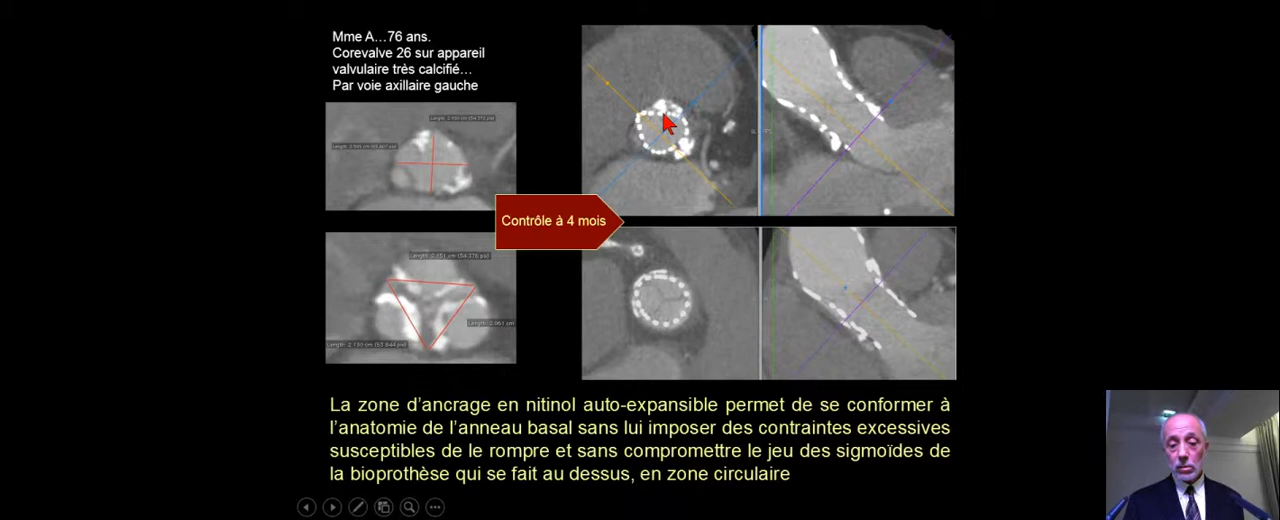 Mme A…76 ans.
Corevalve 26 sur appareil
valvulaire très calcifié…
Par voie axillaire gauche
Contrôle à 4 mois
La zone d’ancrage en nitinol auto-expansible permet de se conformer à
l’anatomie de l’anneau basal sans lui imposer des contraintes excessives
susceptibles de le rompre et sans compromettre le jeu des sigmoïdes de
la bioprothèse qui se fait au dessus, en zone circulaire